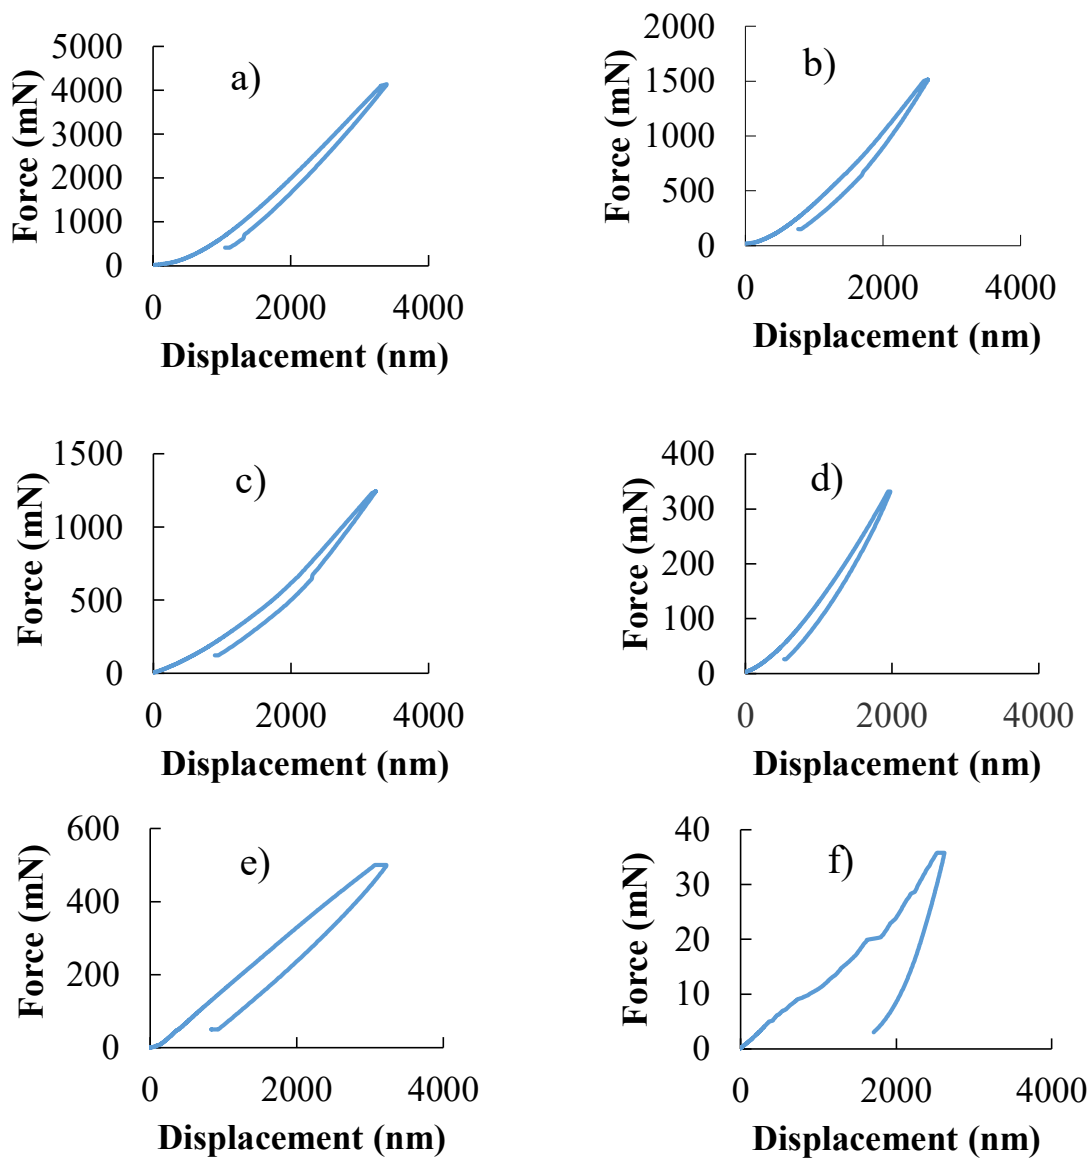 a)
Force (mN)
5000
4000
3000
2000
1000
0
0 2000 4000
Displacement (nm)
b)
Force (mN)
2000
1500
1000
500
0
0 2000 4000
Displacement (nm)
c)
Force (mN)
1500
1000
500
0
0 2000 4000
Displacement (nm)
d)
Force (mN)
400
300
200
100
0
0 2000 4000
Displacement (nm)
e)
Force (mN)
600
400
200
0
0 2000 4000
Displacement (nm)
f)
Force (mN)
40
30
20
10
0
0 2000 4000
Displacement (nm)